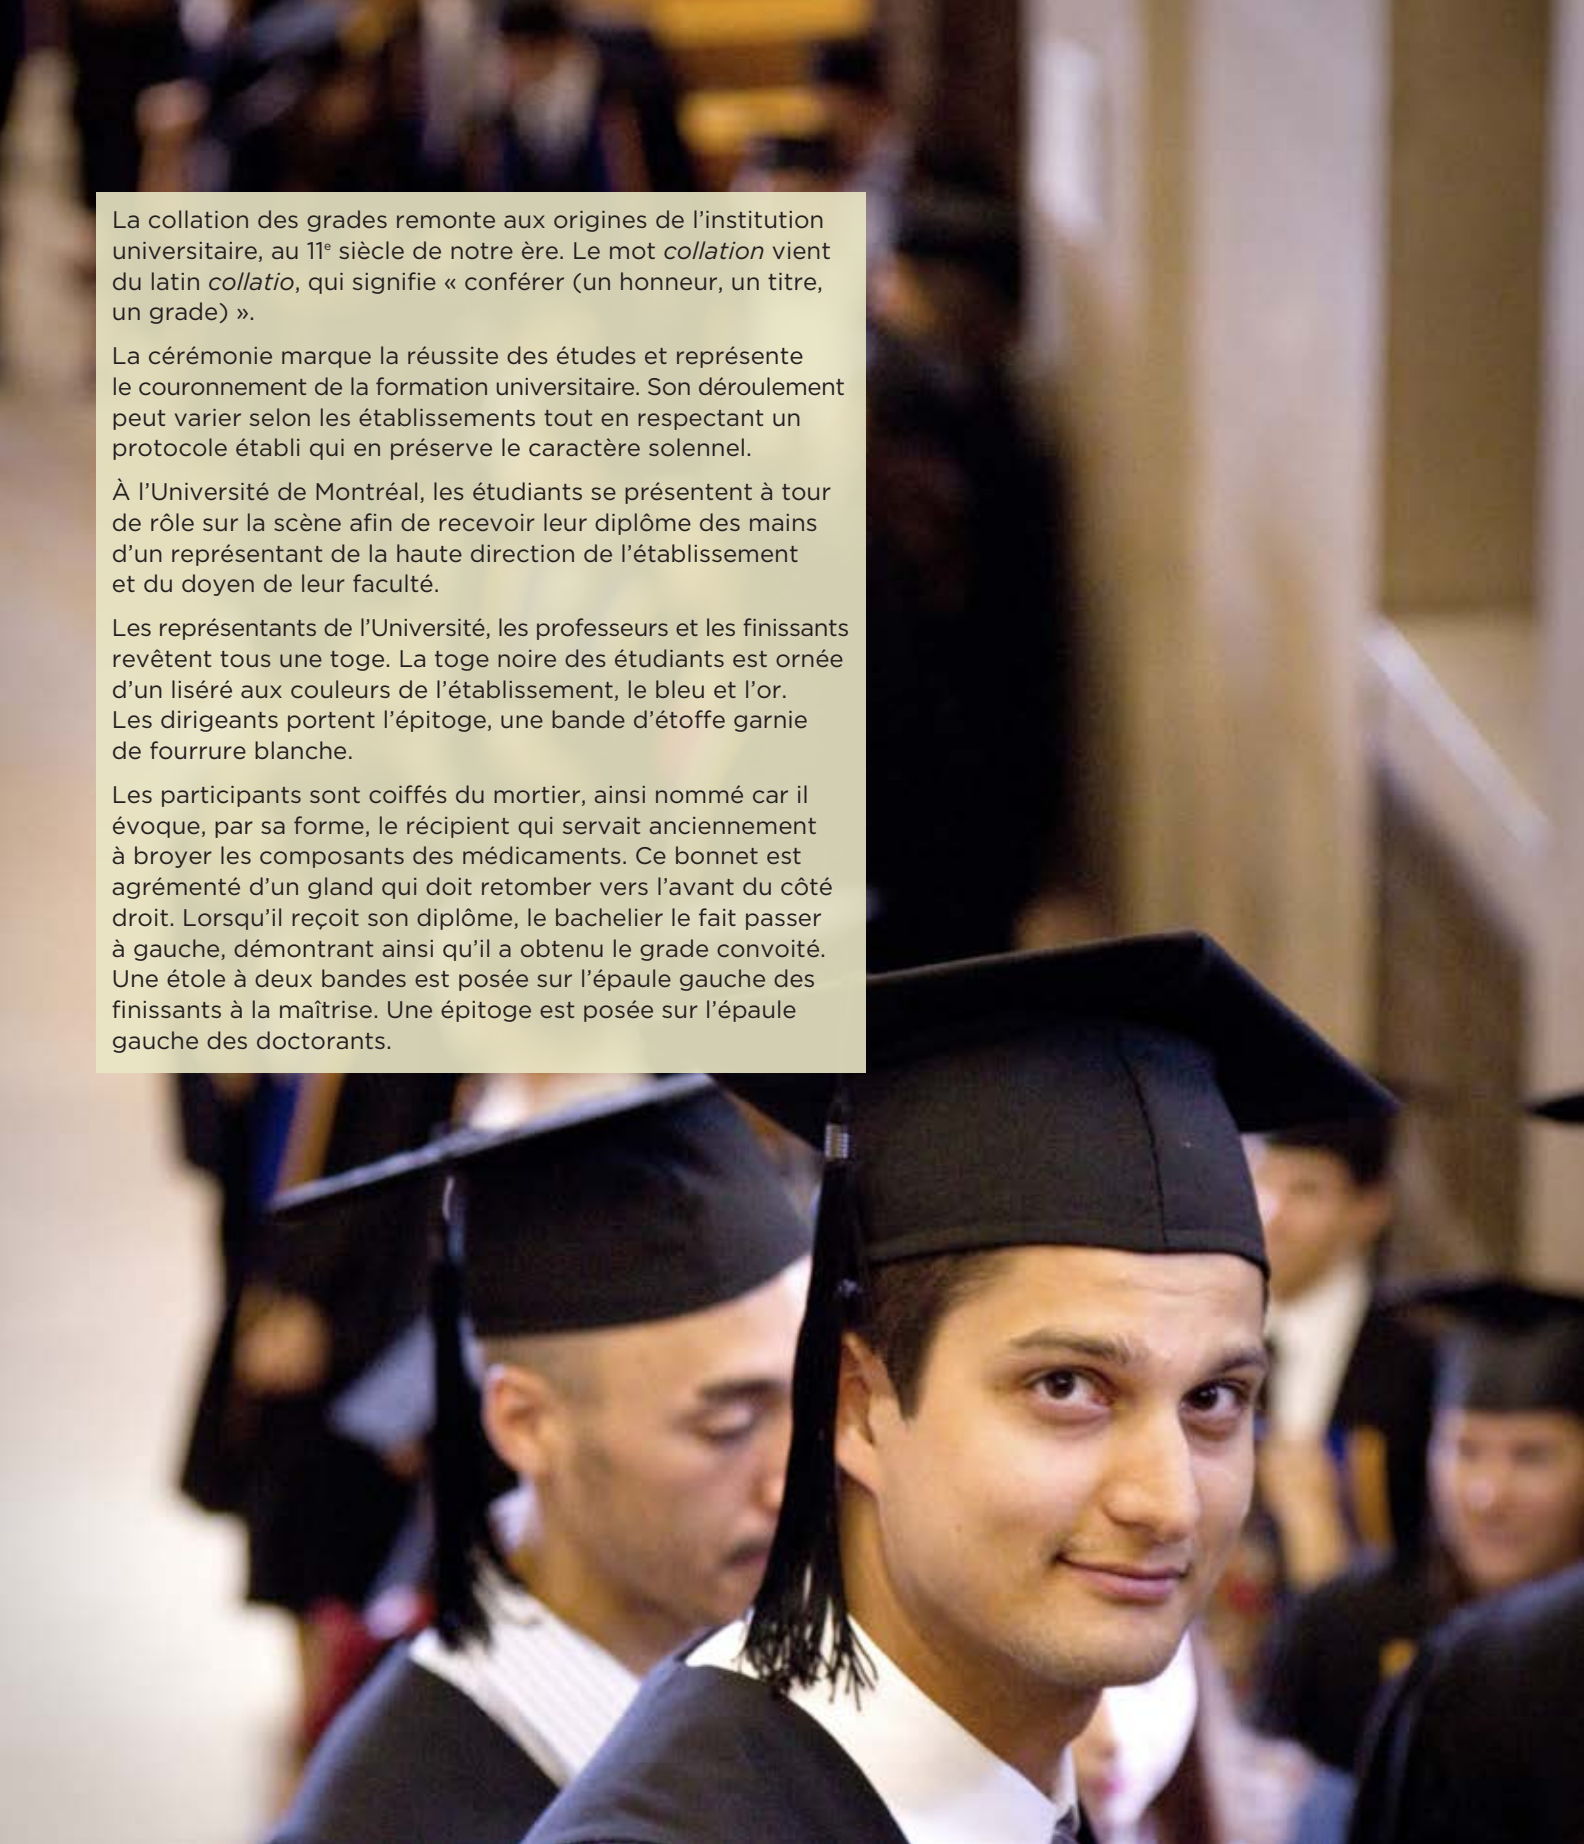 La collation des grades remonte aux origines de l’institution
universitaire, au 11e siècle de notre ère. Le mot collation vient
du latin collatio, qui signifie « conférer (un honneur, un titre,
un grade) ».
La cérémonie marque la réussite des études et représente
le couronnement de la formation universitaire. Son déroulement
peut varier selon les établissements tout en respectant un
protocole établi qui en préserve le caractère solennel.
À l’Université de Montréal, les étudiants se présentent à tour
de rôle sur la scène afin de recevoir leur diplôme des mains
d’un représentant de la haute direction de l’établissement
et du doyen de leur faculté.
Les représentants de l’Université, les professeurs et les finissants
revêtent tous une toge. La toge noire des étudiants est ornée
d’un liséré aux couleurs de l’établissement, le bleu et l’or.
Les dirigeants portent l’épitoge, une bande d’étoffe garnie
de fourrure blanche.
Les participants sont coiffés du mortier, ainsi nommé car il
évoque, par sa forme, le récipient qui servait anciennement
à broyer les composants des médicaments. Ce bonnet est
agrémenté d’un gland qui doit retomber vers l’avant du côté
droit. Lorsqu’il reçoit son diplôme, le bachelier le fait passer
à gauche, démontrant ainsi qu’il a obtenu le grade convoité.
Une étole à deux bandes est posée sur l’épaule gauche des
finissants à la maîtrise. Une épitoge est posée sur l’épaule
gauche des doctorants.